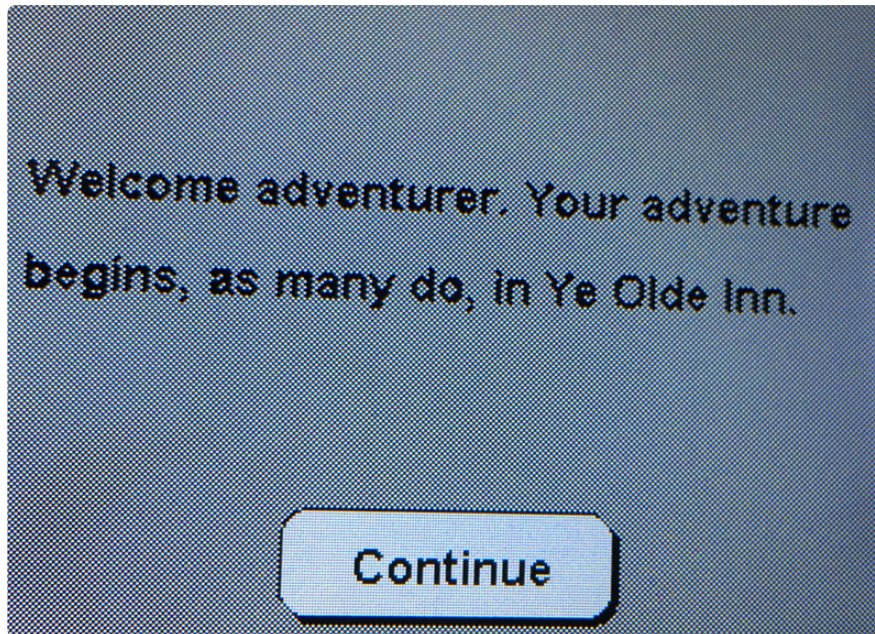 Welcome adventurer. Your adventure
begins, as many do, in Ye Olde Inn.
Continue